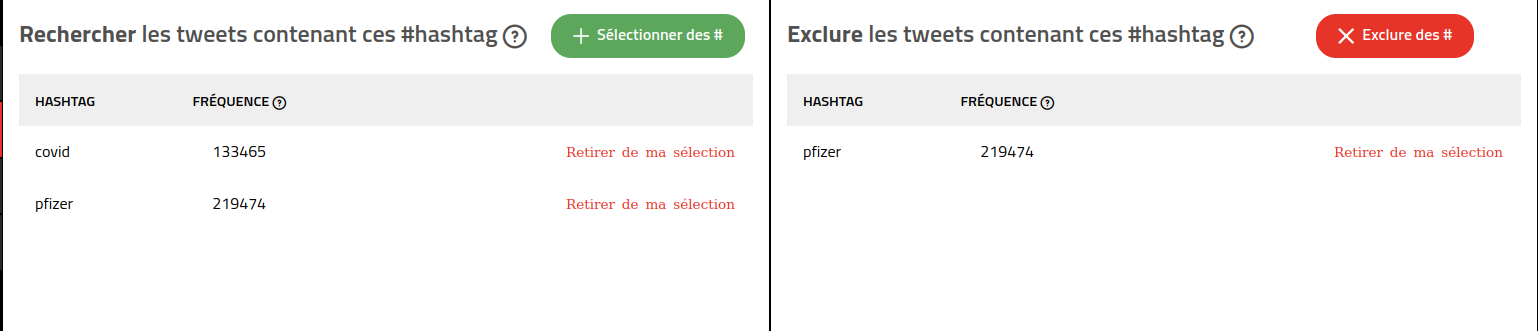 Rechercher les tweets contenant ces #hashtag ?
+ Sélectionner des #
HASHTAG FRÉQUENCE ?
covid 133465 Retirer de ma sélection
pfizer 219474 Retirer de ma sélection
Exclure les tweets contenant ces #hashtag ?
× Exclure des #
HASHTAG FRÉQUENCE ?
pfizer 219474 Retirer de ma sélection